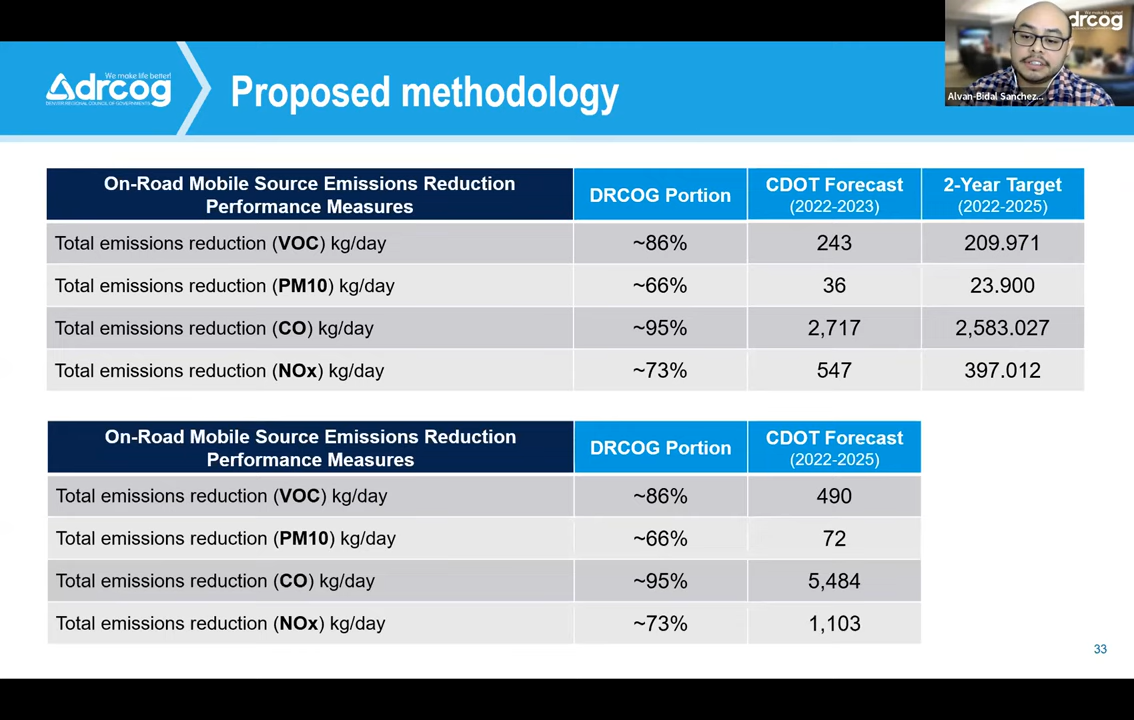 We make life better!
drcog
DENVER REGIONAL COUNCIL OF GOVERNMENTS
Proposed methodology
We make life better!
drcog
Alvan-Bidal Sanchez...
On-Road Mobile Source Emissions Reduction
Performance Measures
DRCOG Portion
CDOT Forecast
(2022-2023)
2-Year Target
(2022-2025)
Total emissions reduction (VOC) kg/day ~86% 243 209.971
Total emissions reduction (PM10) kg/day ~66% 36 23.900
Total emissions reduction (CO) kg/day ~95% 2,717 2,583.027
Total emissions reduction (NOx) kg/day ~73% 547 397.012
On-Road Mobile Source Emissions Reduction
Performance Measures
DRCOG Portion
CDOT Forecast
(2022-2025)
Total emissions reduction (VOC) kg/day ~86% 490
Total emissions reduction (PM10) kg/day ~66% 72
Total emissions reduction (CO) kg/day ~95% 5,484
Total emissions reduction (NOx) kg/day ~73% 1,103
33